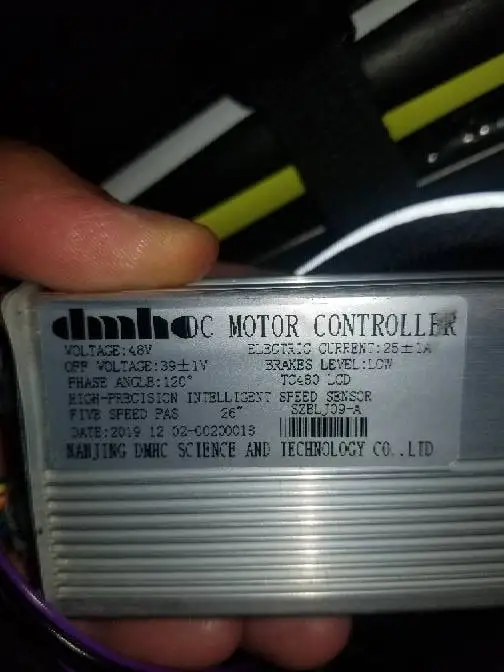 dmhc DC MOTOR CONTROLLER
VOLTAGE:48V ELECTRIC CURRENT:25±1A
OFF VOLTAGE:39±1V BRAKES LEVEL:LOW
PHASE ANGLE:120° TC480 LCD
HIGH-PRECISION INTELLIGENT SPEED SENSOR
FIVE SPEED PAS 26" SZBLJ09-A
DATE:2019 12 02-00200018
NANJING DMHC SCIENCE AND TECHNOLOGY CO.,LTD